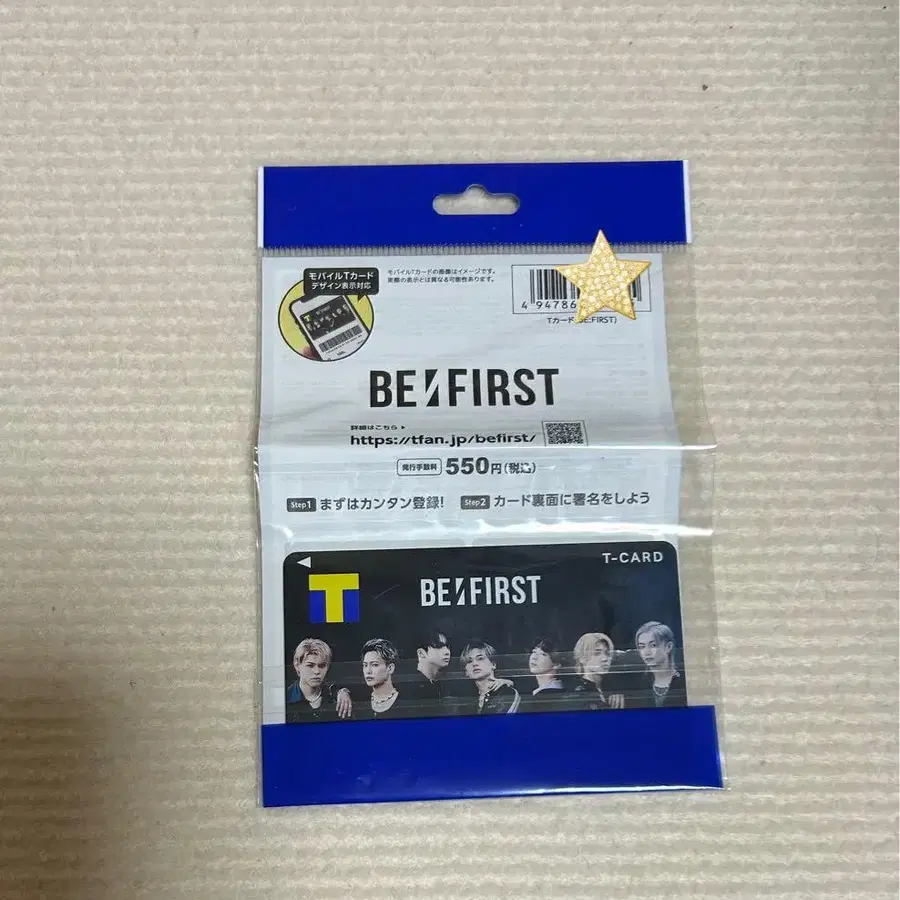 モバイルTカード
デザイン表示対応
モバイルTカードの画像はイメージです。
実際の表示とは異なる可能性あります。
4 94786
Tカード(BE:FIRST)
BE:FIRST
詳細はこちら ▶
https://tfan.jp/befirst/
発行手数料 550円(税込)
Step1 まずはカンタン登録!
Step2 カード裏面に署名をしよう
T-CARD
T
BE:FIRST